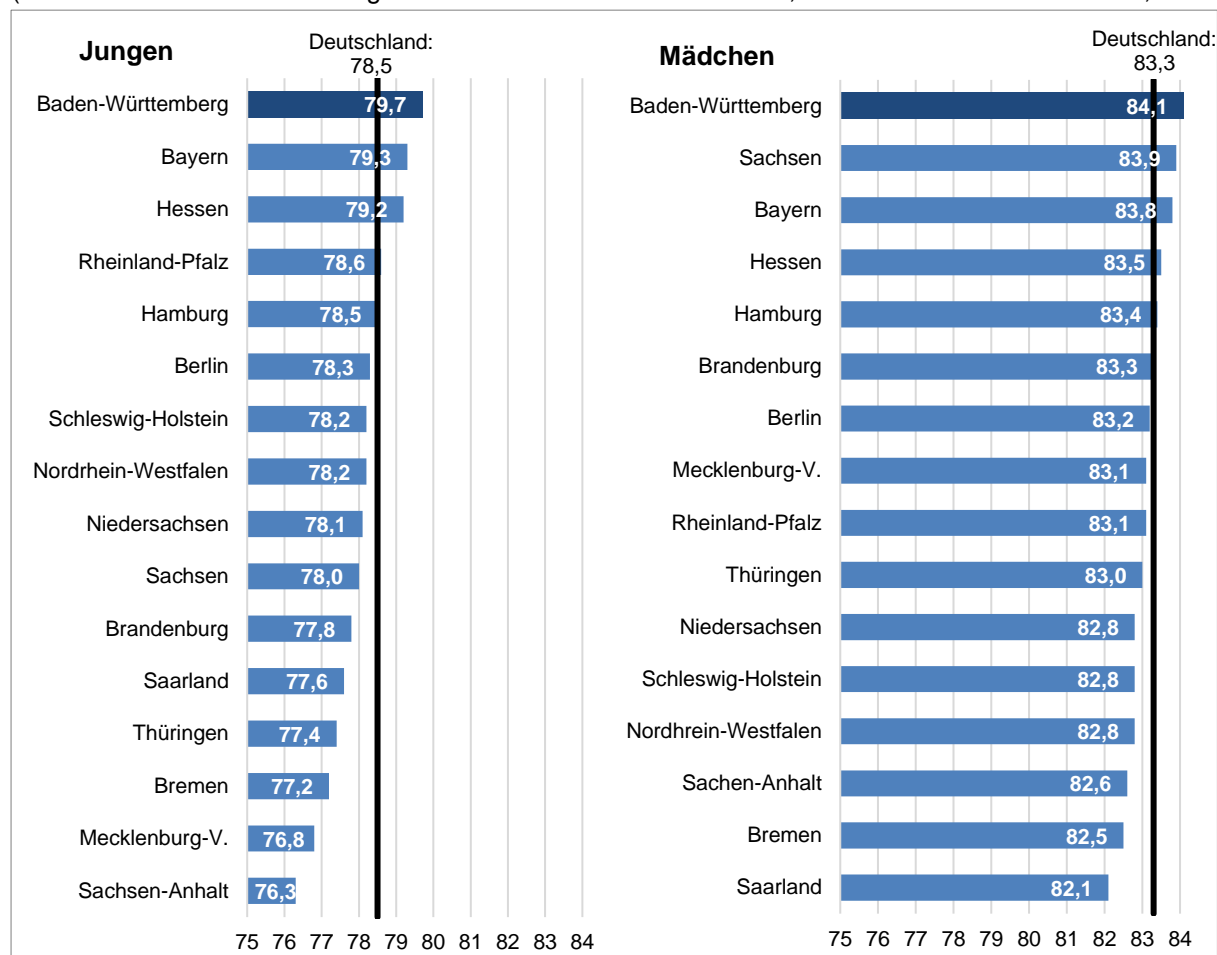 Jungen
Deutschland:
78,5
Baden-Württemberg 79,7
Bayern 79,3
Hessen 79,2
Rheinland-Pfalz 78,6
Hamburg 78,5
Berlin 78,3
Schleswig-Holstein 78,2
Nordrhein-Westfalen 78,2
Niedersachsen 78,1
Sachsen 78,0
Brandenburg 77,8
Saarland 77,6
Thüringen 77,4
Bremen 77,2
Mecklenburg-V. 76,8
Sachsen-Anhalt 76,3
75 76 77 78 79 80 81 82 83 84
Mädchen
Deutschland:
83,3
Baden-Württemberg 84,1
Sachsen 83,9
Bayern 83,8
Hessen 83,5
Hamburg 83,4
Brandenburg 83,3
Berlin 83,2
Mecklenburg-V. 83,1
Rheinland-Pfalz 83,1
Thüringen 83,0
Niedersachsen 82,8
Schleswig-Holstein 82,8
Nordhrein-Westfalen 82,8
Sachen-Anhalt 82,6
Bremen 82,5
Saarland 82,1
75 76 77 78 79 80 81 82 83 84